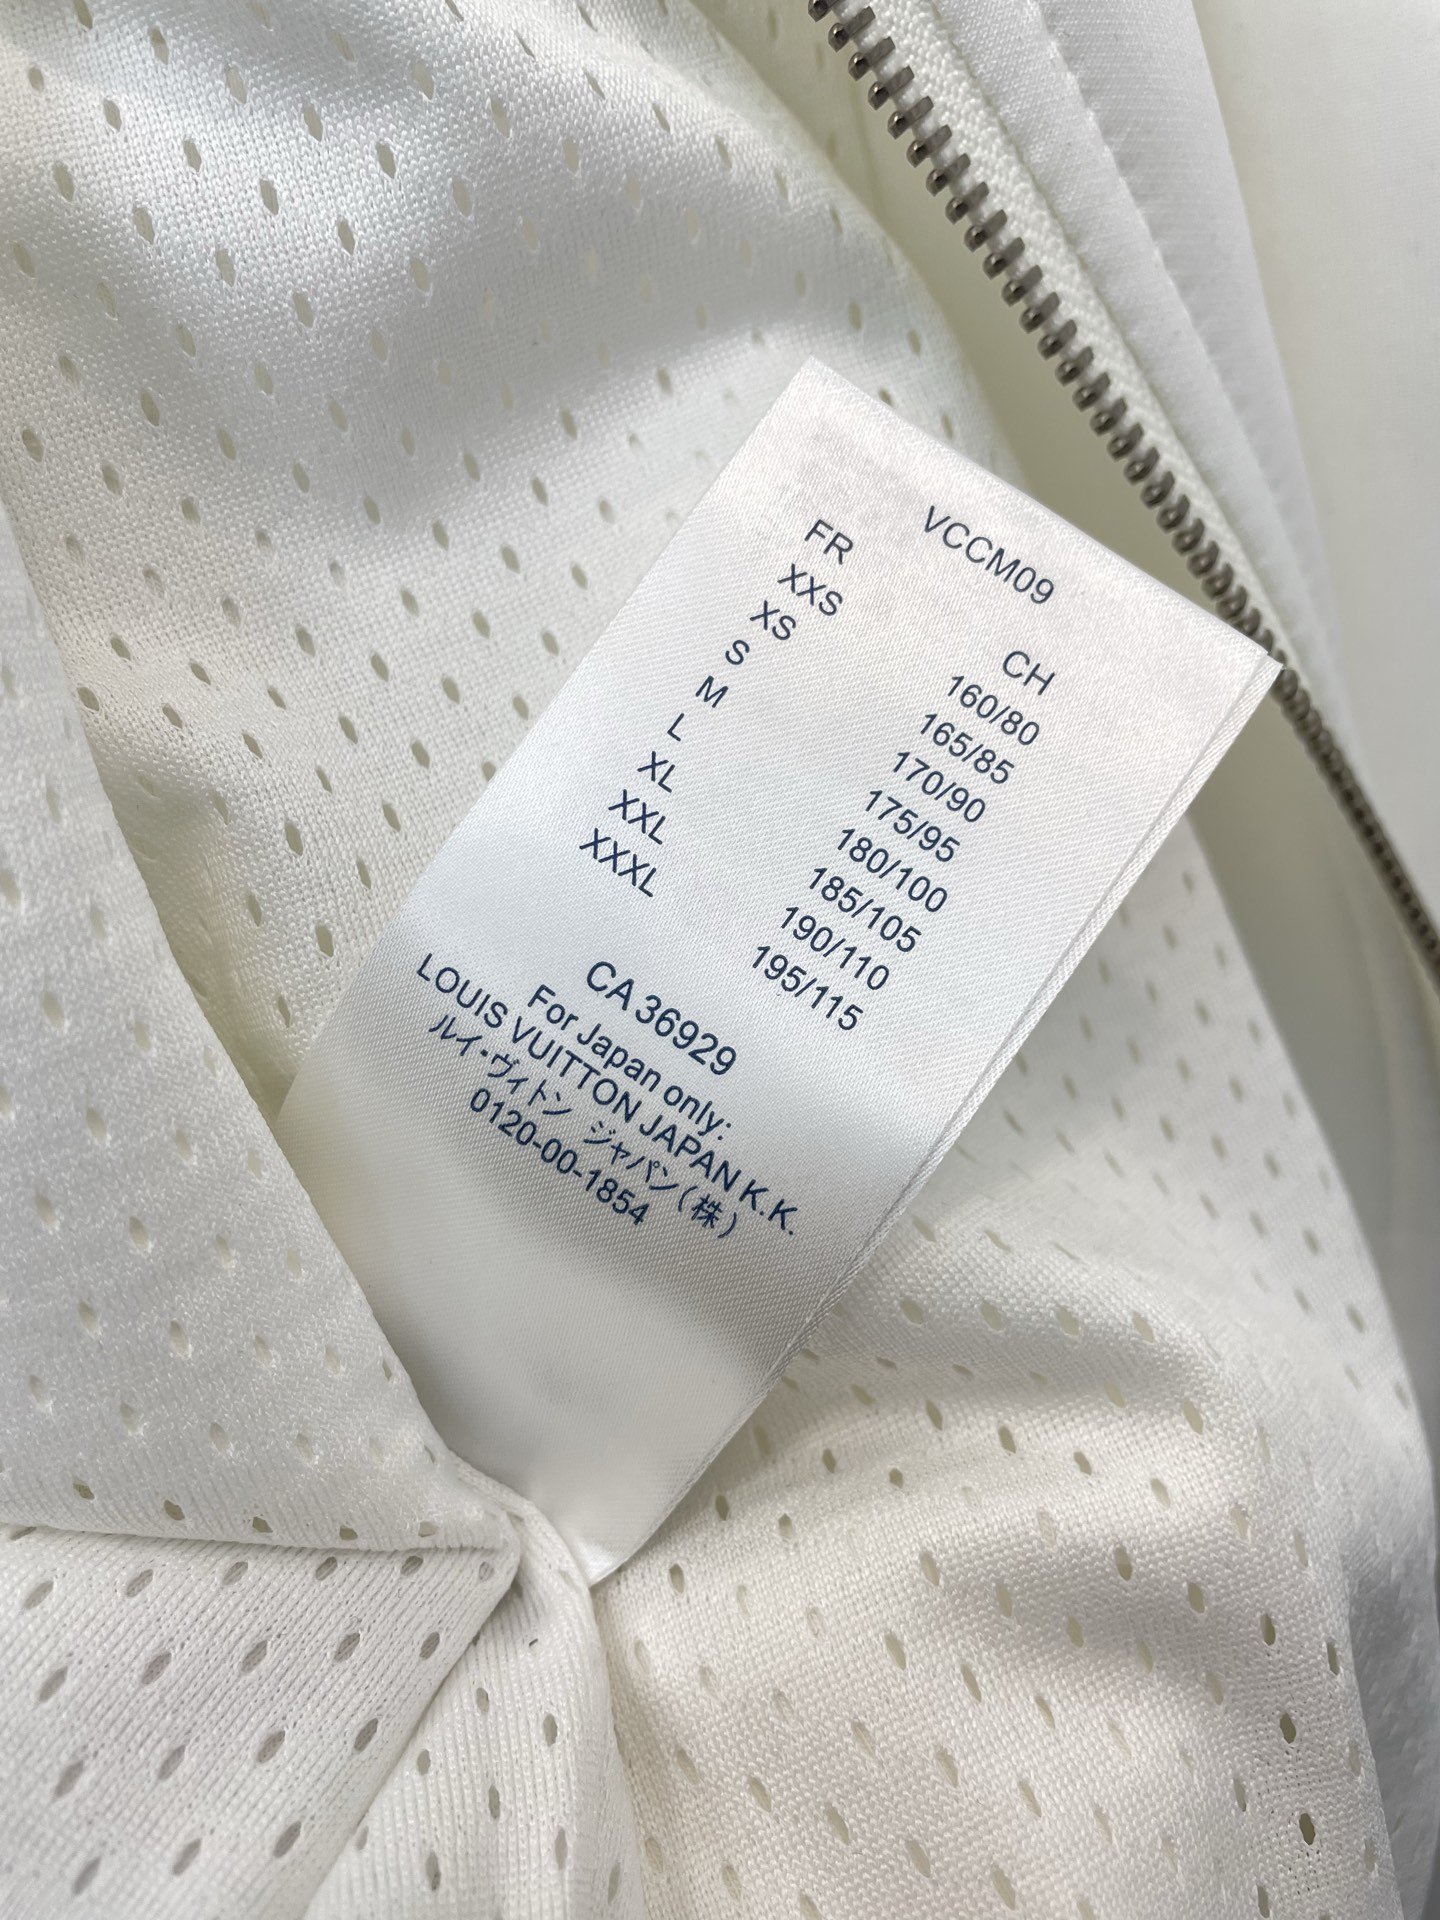 VCCM09
FR CH
XXS 160/80
XS 165/85
S 170/90
M 175/95
L 180/100
XL 185/105
XXL 190/110
XXXL 195/115
CA 36929
For Japan only:
LOUIS VUITTON JAPAN K.K.
ルイ・ヴィトン ジャパン(株)
0120-00-1854